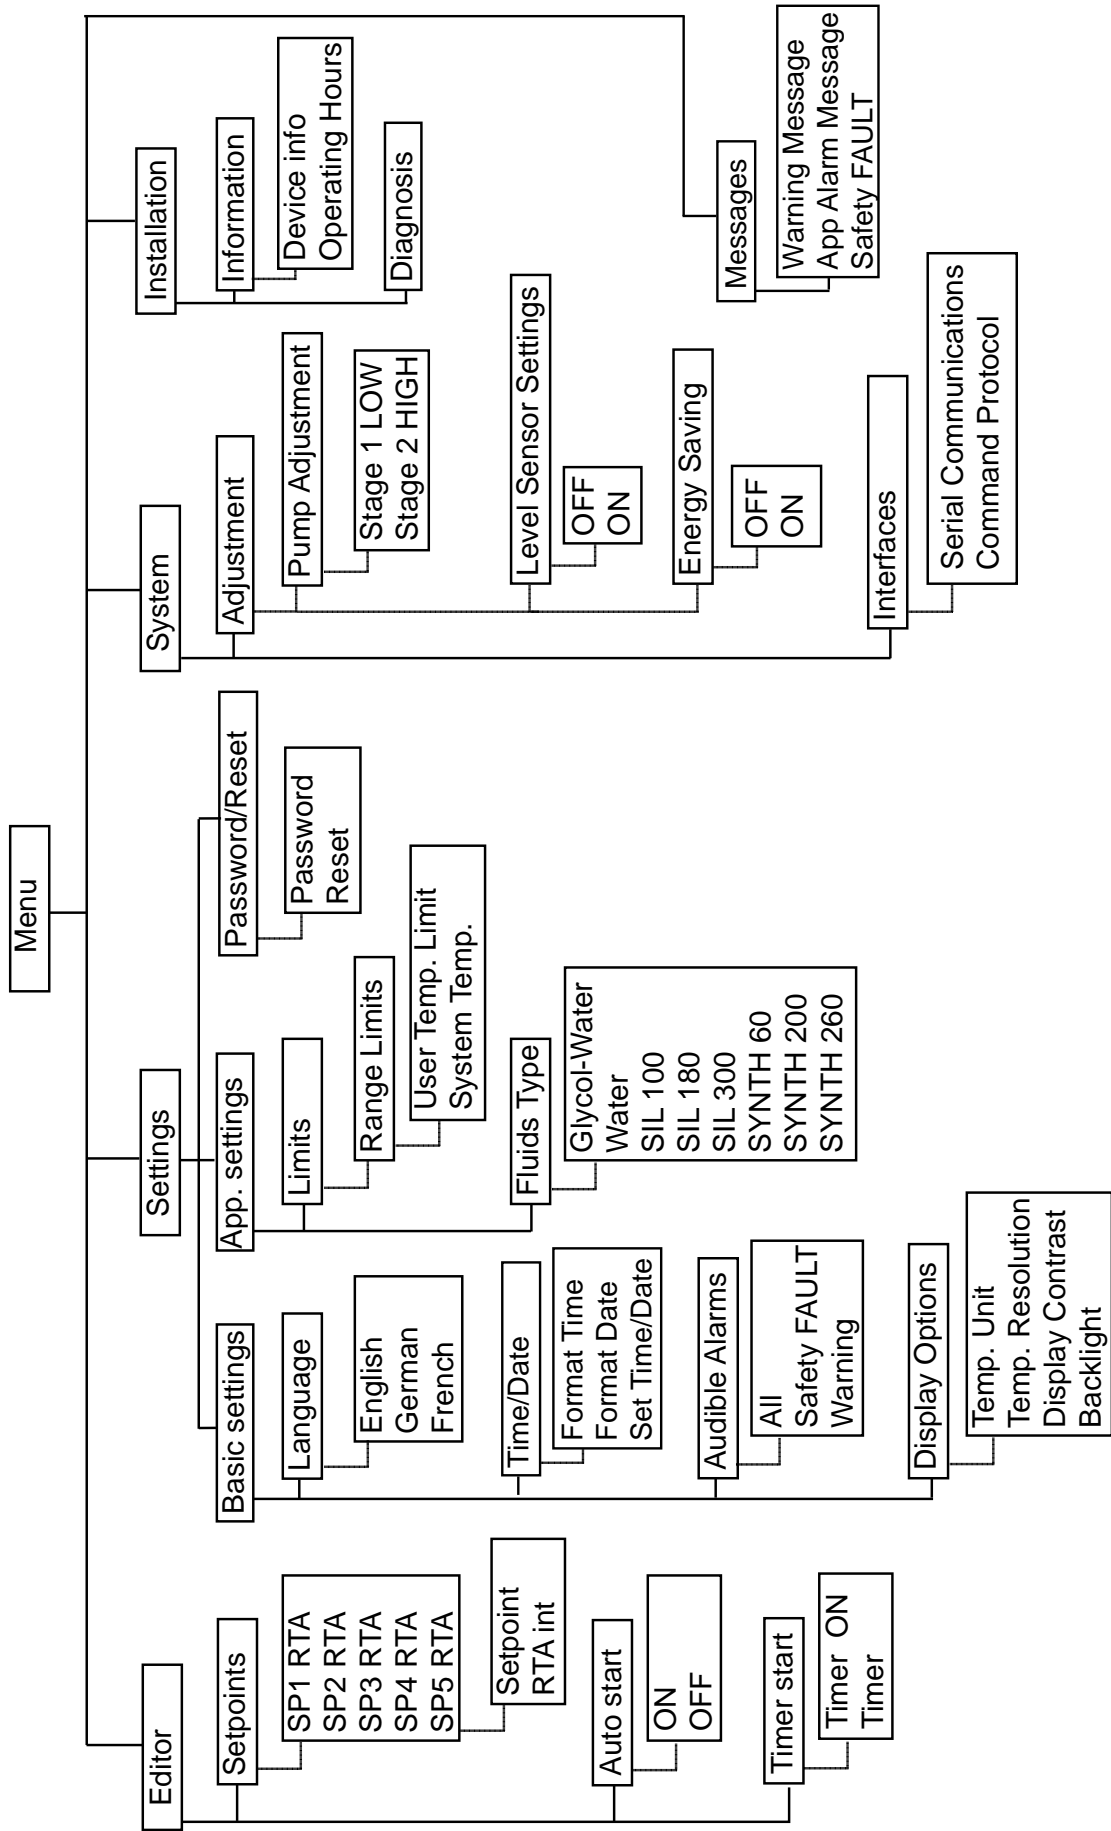 Menu
Editor
Setpoints
SP1 RTA
SP2 RTA
SP3 RTA
SP4 RTA
SP5 RTA
Setpoint
RTA int
Auto start
ON
OFF
Timer start
Timer ON
Timer
Settings
Basic settings
Language
English
German
French
Time/Date
Format Time
Format Date
Set Time/Date
Audible Alarms
All
Safety FAULT
Warning
Display Options
Temp. Unit
Temp. Resolution
Display Contrast
Backlight
App. settings
Limits
Range Limits
User Temp. Limit
System Temp.
Fluids Type
Glycol-Water
Water
SIL 100
SIL 180
SIL 300
SYNTH 60
SYNTH 200
SYNTH 260
Password/Reset
Password
Reset
System
Adjustment
Pump Adjustment
Stage 1 LOW
Stage 2 HIGH
Level Sensor Settings
OFF
ON
Energy Saving
OFF
ON
Interfaces
Serial Communications
Command Protocol
Installation
Information
Device info
Operating Hours
Diagnosis
Messages
Warning Message
App Alarm Message
Safety FAULT